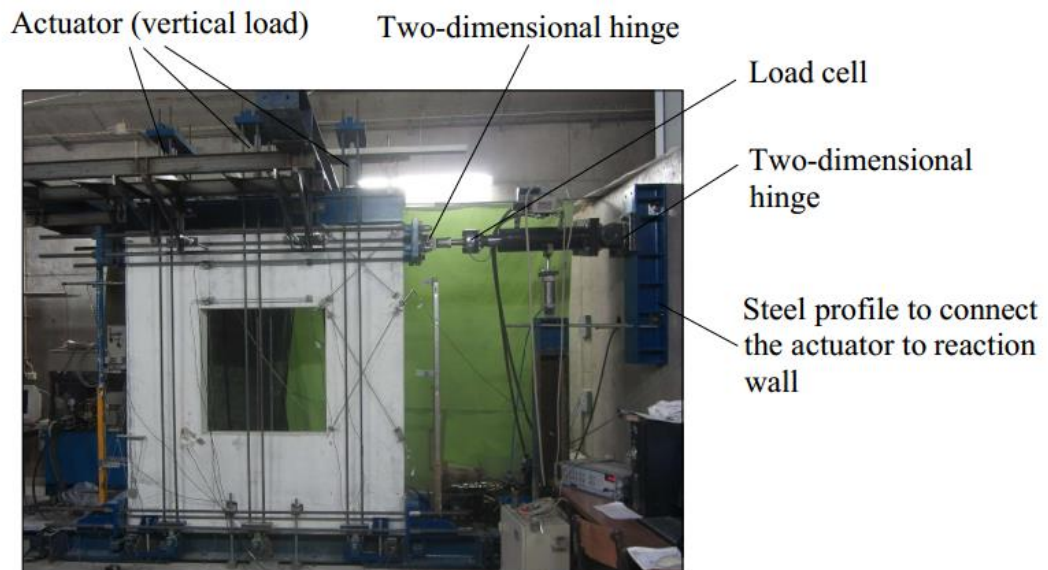 Actuator (vertical load)
Two-dimensional hinge
Load cell
Two-dimensional
hinge
Steel profile to connect
the actuator to reaction
wall